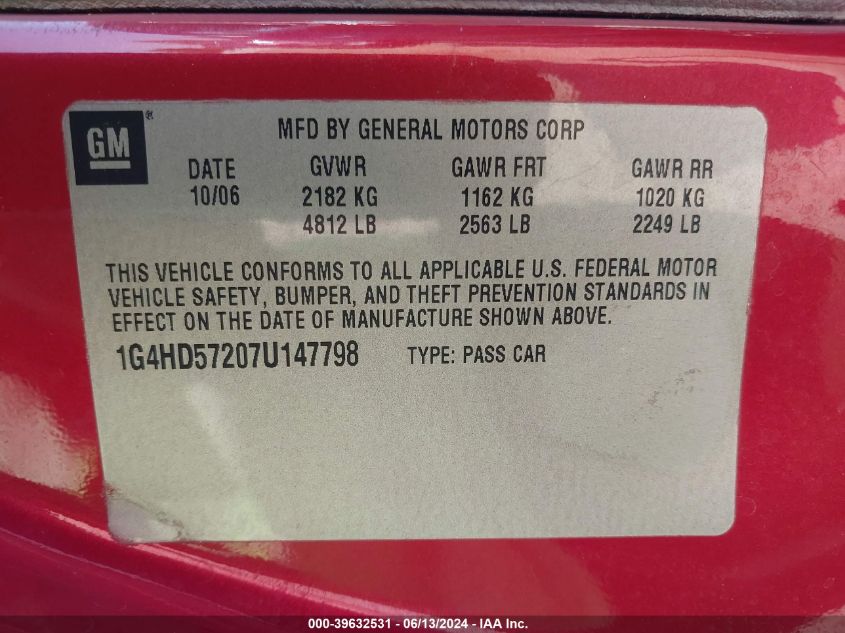 GM®
MFD BY GENERAL MOTORS CORP
DATE GVWR GAWR FRT GAWR RR
10/06 2182 KG 1162 KG 1020 KG
4812 LB 2563 LB 2249 LB
THIS VEHICLE CONFORMS TO ALL APPLICABLE U.S. FEDERAL MOTOR
VEHICLE SAFETY, BUMPER, AND THEFT PREVENTION STANDARDS IN
EFFECT ON THE DATE OF MANUFACTURE SHOWN ABOVE.
1G4HD57207U147798 TYPE: PASS CAR
000-39632531 - 06/13/2024 - IAA Inc.